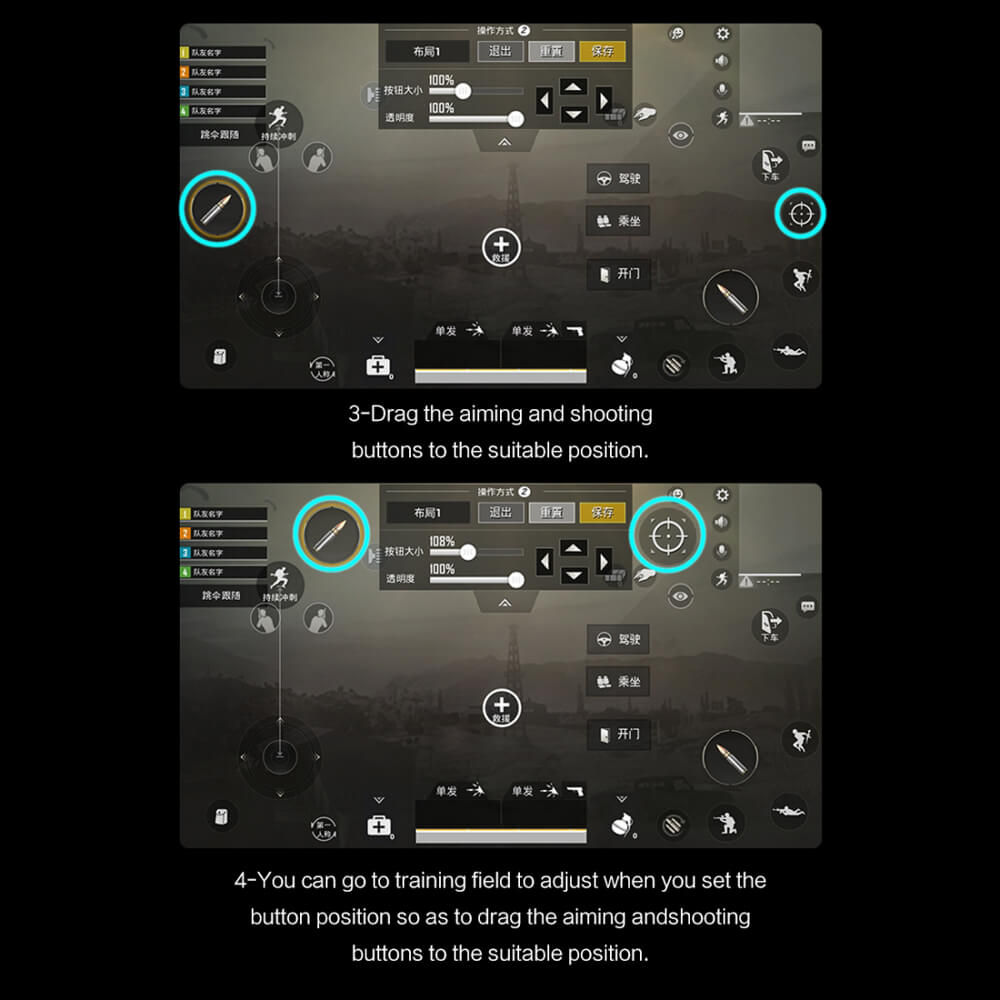 操作方式 2
布局1 退出 重置 保存
1 队友名字
2 队友名字
3 队友名字
4 队友名字
跳伞跟随
持续冲刺
按钮大小 100%
透明度 100%
下车
驾驶
乘坐
救援
开门
单发 单发
第一人称
0
0
3-Drag the aiming and shooting
buttons to the suitable position.
操作方式 2
布局1 退出 重置 保存
1 队友名字
2 队友名字
3 队友名字
4 队友名字
跳伞跟随
持续冲刺
按钮大小 108%
透明度 100%
下车
驾驶
乘坐
救援
开门
单发 单发
第一人称
0
0
4-You can go to training field to adjust when you set the
button position so as to drag the aiming andshooting
buttons to the suitable position.